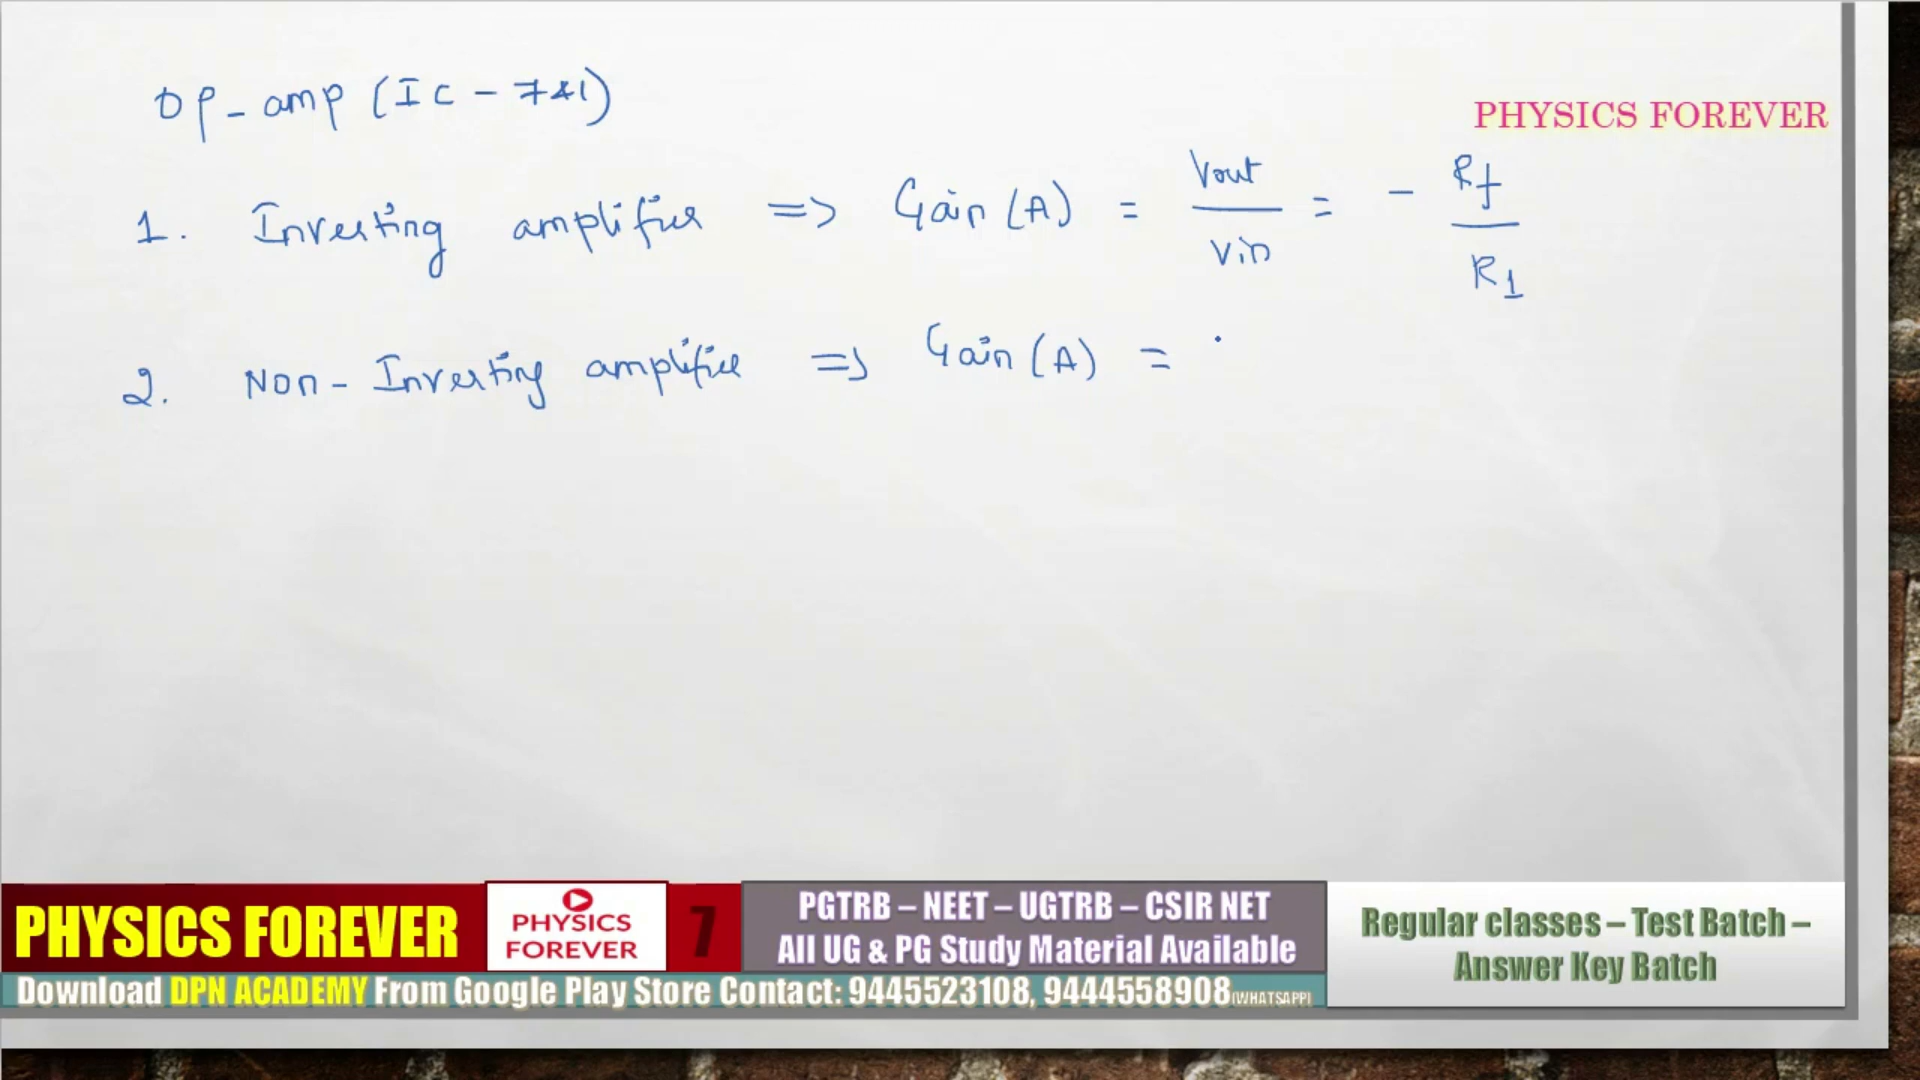 Op-amp (IC - 741)
PHYSICS FOREVER
1. Inverting amplifier => Gain (A) = Vout / Vin = - Rf / R1
2. Non-Inverting amplifier => Gain (A) =
PHYSICS FOREVER
PHYSICS
FOREVER
7
PGTRB – NEET – UGTRB – CSIR NET
All UG & PG Study Material Available
Regular classes – Test Batch –
Answer Key Batch
Download DPN ACADEMY From Google Play Store Contact: 9445523108, 9444558908 (WHATSAPP)